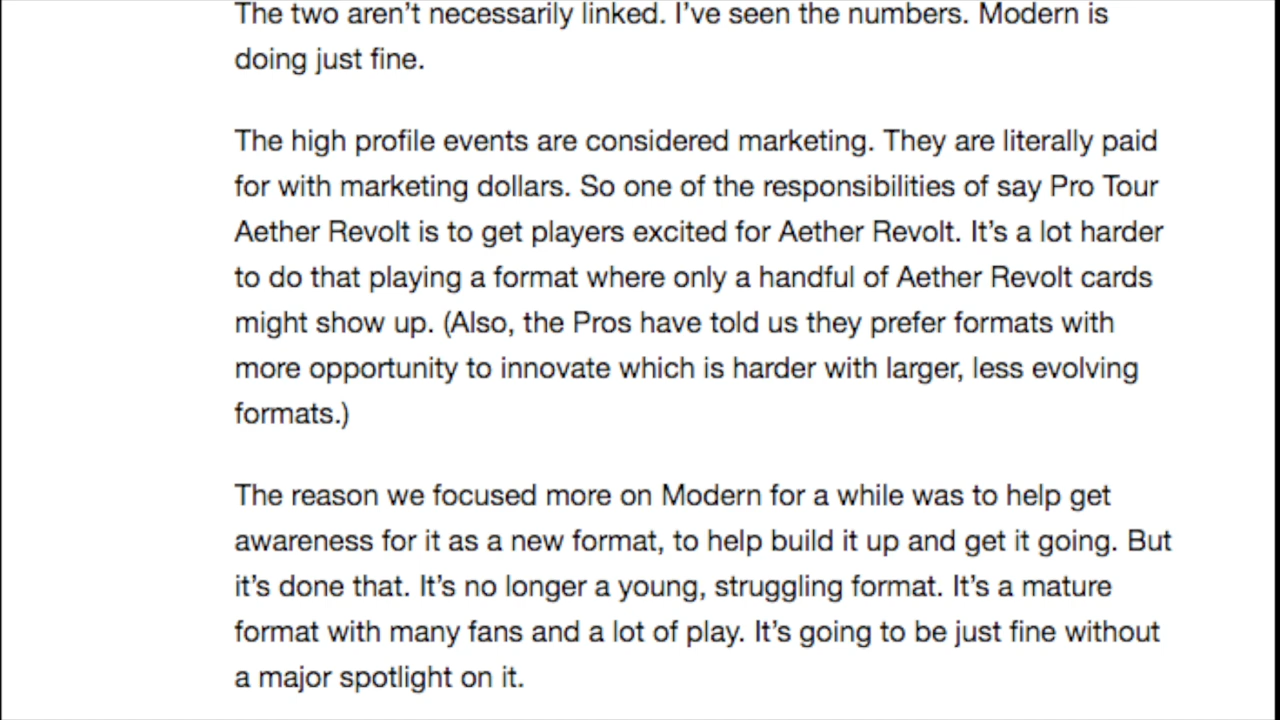 The two aren’t necessarily linked. I’ve seen the numbers. Modern is
doing just fine.
The high profile events are considered marketing. They are literally paid
for with marketing dollars. So one of the responsibilities of say Pro Tour
Aether Revolt is to get players excited for Aether Revolt. It’s a lot harder
to do that playing a format where only a handful of Aether Revolt cards
might show up. (Also, the Pros have told us they prefer formats with
more opportunity to innovate which is harder with larger, less evolving
formats.)
The reason we focused more on Modern for a while was to help get
awareness for it as a new format, to help build it up and get it going. But
it’s done that. It’s no longer a young, struggling format. It’s a mature
format with many fans and a lot of play. It’s going to be just fine without
a major spotlight on it.